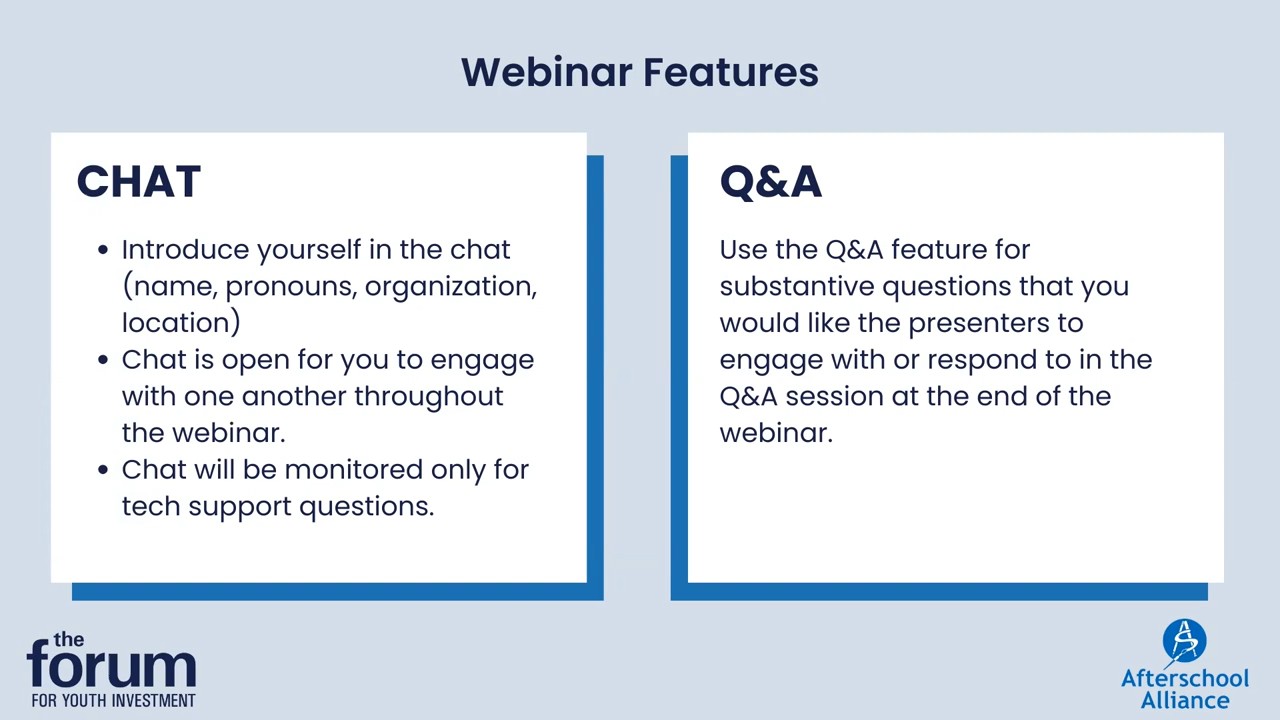 Webinar Features
CHAT
• Introduce yourself in the chat
(name, pronouns, organization,
location)
• Chat is open for you to engage
with one another throughout
the webinar.
• Chat will be monitored only for
tech support questions.
Q&A
Use the Q&A feature for
substantive questions that you
would like the presenters to
engage with or respond to in the
Q&A session at the end of the
webinar.
the
forum
FOR YOUTH INVESTMENT
Afterschool
Alliance